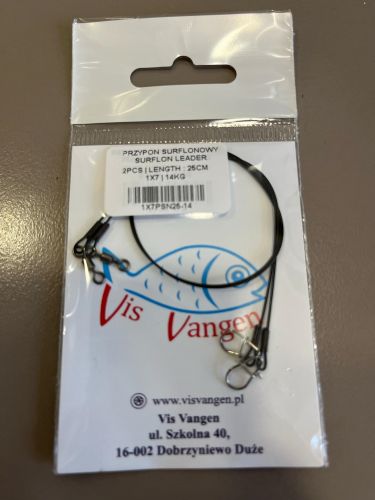 PRZYPON SURFLONOWY
SURFLON LEADER
2PCS | LENGTH : 25CM
1X7 | 14KG
1X7PSN25-14
Vis Vangen
www.visvangen.pl
Vis Vangen
ul. Szkolna 40,
16-002 Dobrzyniewo Duże